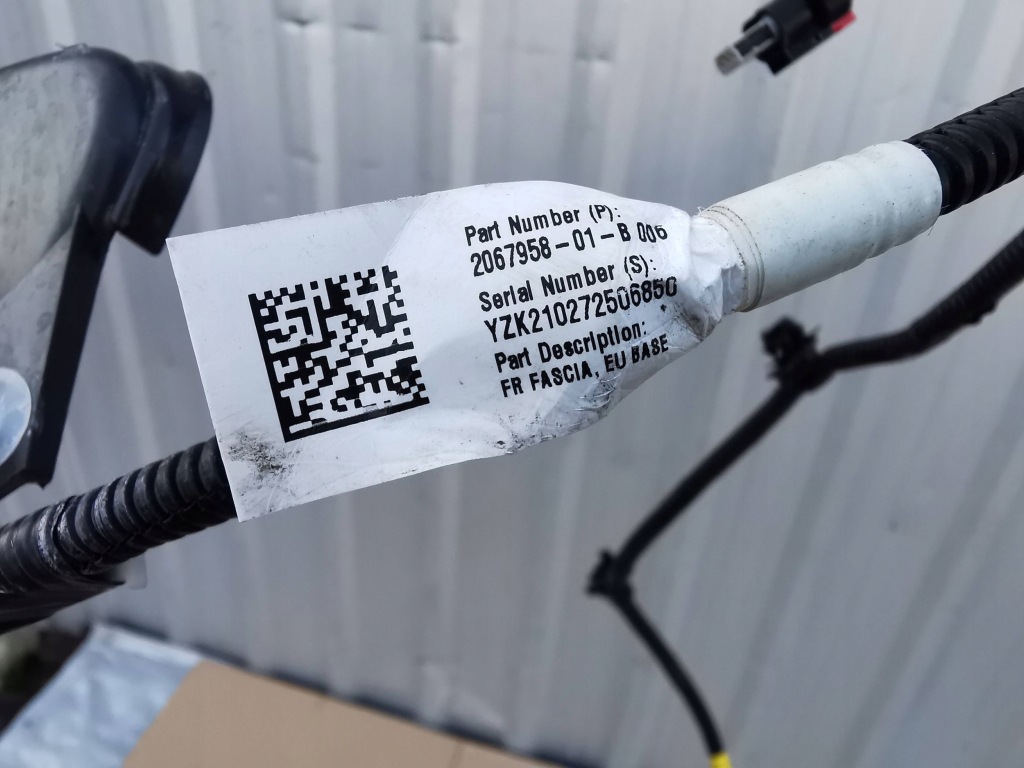 Part Number (P):
2067958-01-B 006
Serial Number (S):
YZK210272506850
Part Description:
FR FASCIA, EU BASE